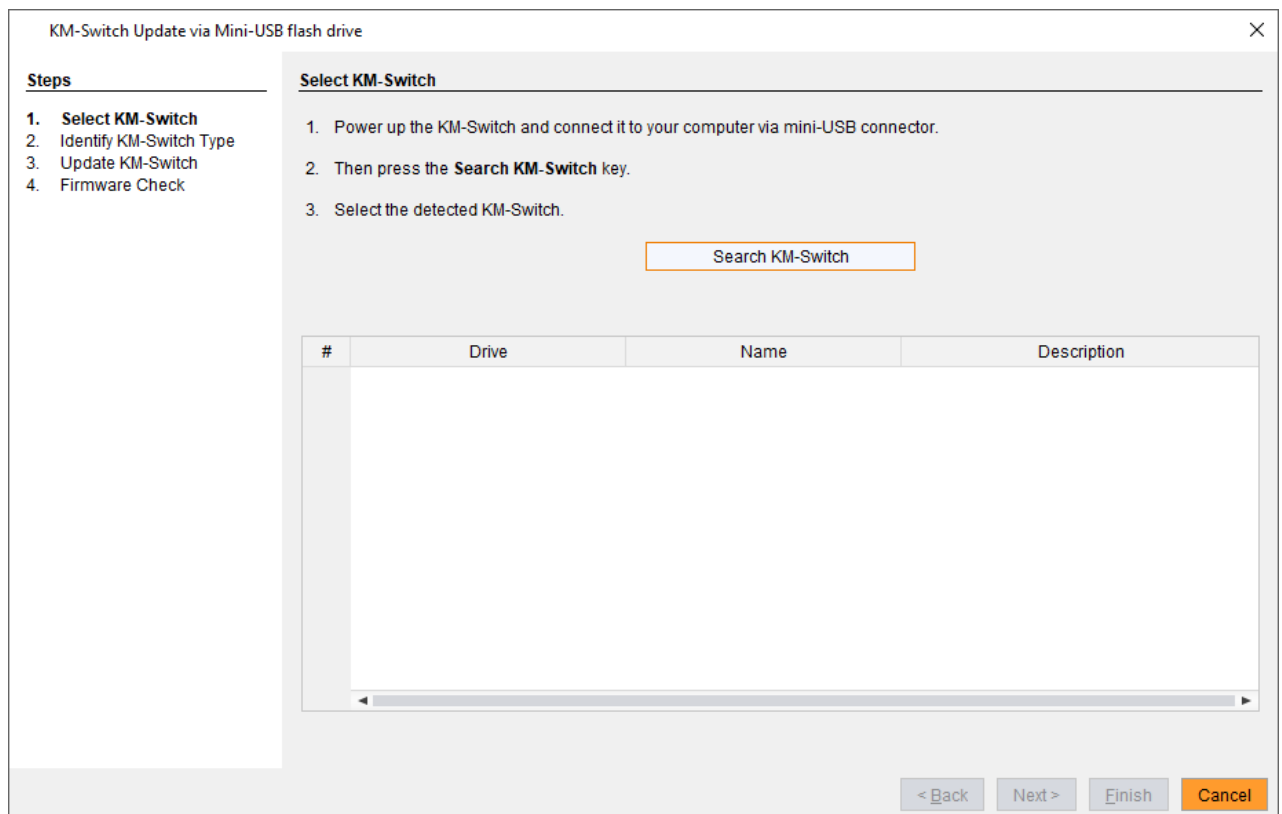 KM-Switch Update via Mini-USB flash drive
Steps
1. Select KM-Switch
2. Identify KM-Switch Type
3. Update KM-Switch
4. Firmware Check
Select KM-Switch
1. Power up the KM-Switch and connect it to your computer via mini-USB connector.
2. Then press the Search KM-Switch key.
3. Select the detected KM-Switch.
Search KM-Switch
# Drive Name Description
< Back Next > Finish Cancel